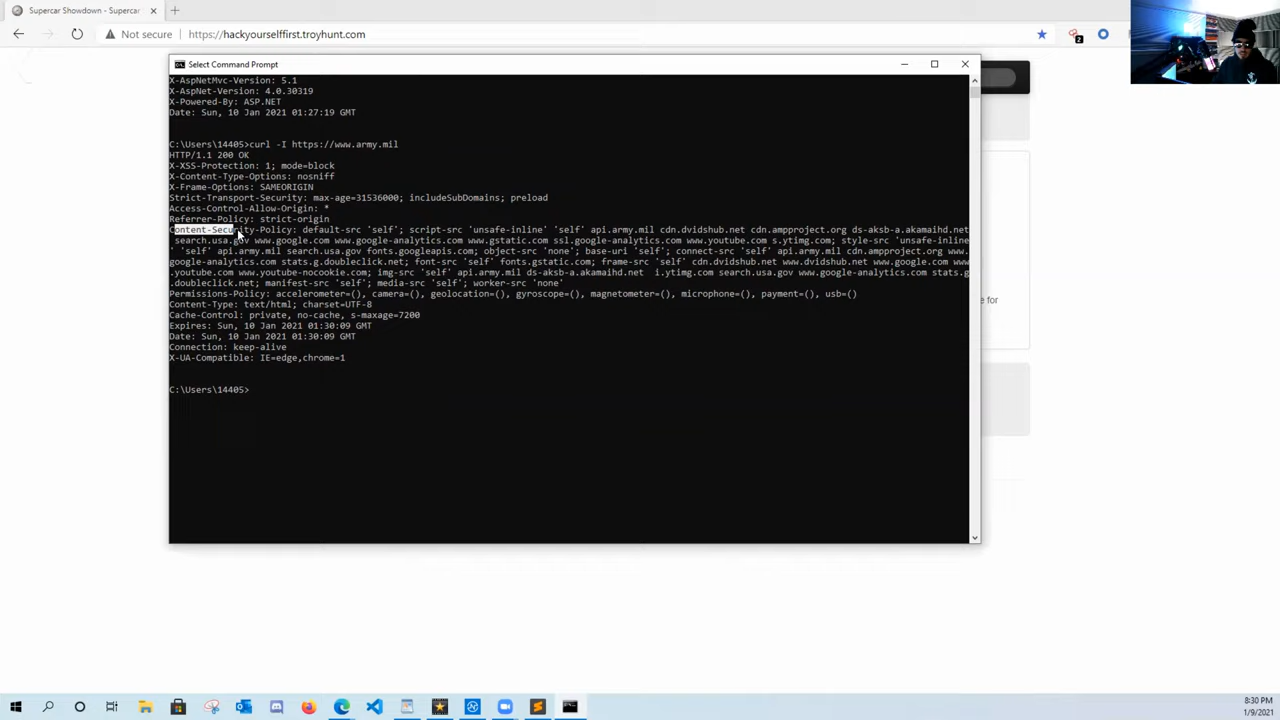 Supercar Showdown - Supercar
Not secure
https://hackyourselffirst.troyhunt.com
2
Select Command Prompt
X-AspNetMvc-Version: 5.1
X-AspNet-Version: 4.0.30319
X-Powered-By: ASP.NET
Date: Sun, 10 Jan 2021 01:27:19 GMT
C:\Users\14405>curl -I https://www.army.mil
HTTP/1.1 200 OK
X-XSS-Protection: 1; mode=block
X-Content-Type-Options: nosniff
X-Frame-Options: SAMEORIGIN
Strict-Transport-Security: max-age=31536000; includeSubDomains; preload
Access-Control-Allow-Origin: *
Referrer-Policy: strict-origin
Content-Security-Policy: default-src 'self'; script-src 'unsafe-inline' 'self' api.army.mil cdn.dvidshub.net cdn.ampproject.org ds-aksb-a.akamaihd.net
search.usa.gov www.google.com www.google-analytics.com www.gstatic.com ssl.google-analytics.com www.youtube.com s.ytimg.com; style-src 'unsafe-inline
' 'self' api.army.mil search.usa.gov fonts.googleapis.com; object-src 'none'; base-uri 'self'; connect-src 'self' api.army.mil cdn.ampproject.org www.
google-analytics.com stats.g.doubleclick.net; font-src 'self' fonts.gstatic.com; frame-src 'self' cdn.dvidshub.net www.dvidshub.net www.google.com www
.youtube.com www.youtube-nocookie.com; img-src 'self' api.army.mil ds-aksb-a.akamaihd.net i.ytimg.com search.usa.gov www.google-analytics.com stats.g
.doubleclick.net; manifest-src 'self'; media-src 'self'; worker-src 'none'
Permissions-Policy: accelerometer=(), camera=(), geolocation=(), gyroscope=(), magnetometer=(), microphone=(), payment=(), usb=()
Content-Type: text/html; charset=UTF-8
Cache-Control: private, no-cache, s-maxage=7200
Expires: Sun, 10 Jan 2021 01:30:09 GMT
Date: Sun, 10 Jan 2021 01:30:09 GMT
Connection: keep-alive
X-UA-Compatible: IE=edge,chrome=1
C:\Users\14405>
e for
8:30 PM
1/9/2021